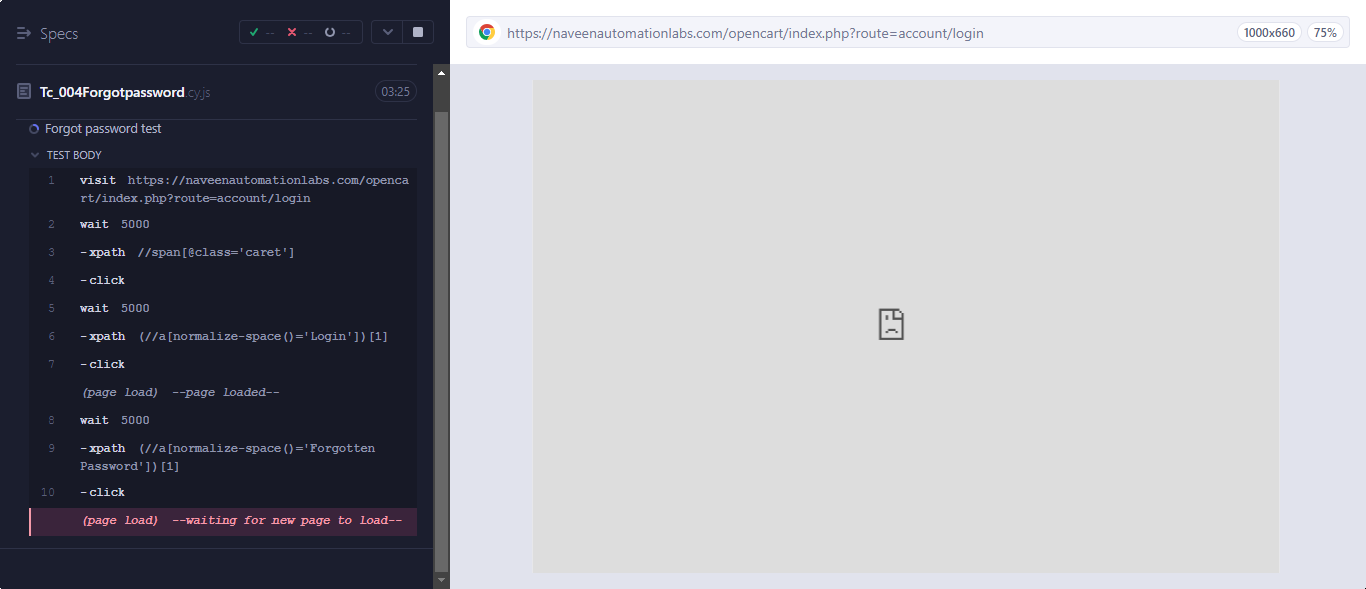 Specs
-- -- --
Tc_004Forgotpassword.cy.js
03:25
Forgot password test
TEST BODY
1 visit https://naveenautomationlabs.com/openca
rt/index.php?route=account/login
2 wait 5000
3 -xpath //span[@class='caret']
4 -click
5 wait 5000
6 -xpath (//a[normalize-space()='Login'])[1]
7 -click
(page load) --page loaded--
8 wait 5000
9 -xpath (//a[normalize-space()='Forgotten
Password'])[1]
10 -click
(page load) --waiting for new page to load--
https://naveenautomationlabs.com/opencart/index.php?route=account/login
1000x660
75%